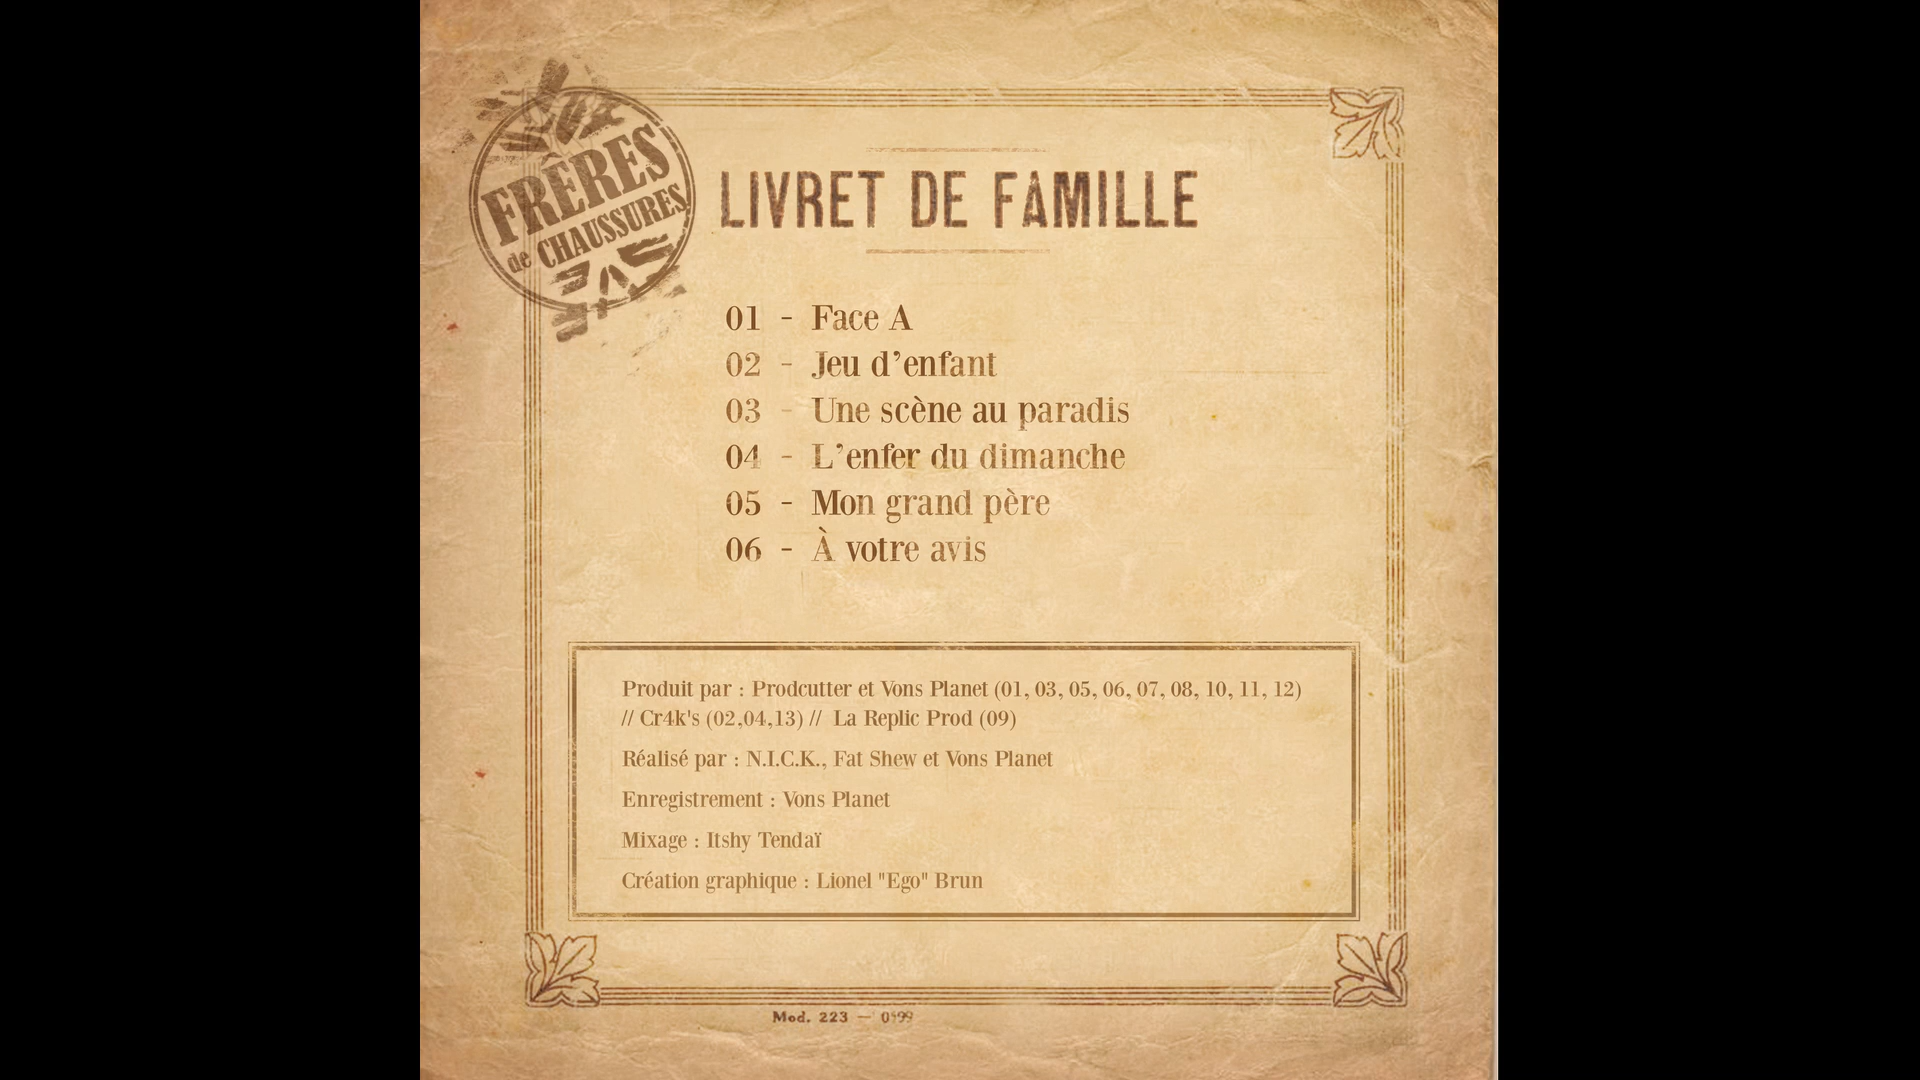 FRÈRES
de CHAUSSURES
LIVRET DE FAMILLE
01 - Face A
02 - Jeu d'enfant
03 - Une scène au paradis
04 - L'enfer du dimanche
05 - Mon grand père
06 - À votre avis
Produit par : Prodcutter et Vons Planet (01, 03, 05, 06, 07, 08, 10, 11, 12)
// Cr4k's (02,04,13) // La Replic Prod (09)
Réalisé par : N.I.C.K., Fat Shew et Vons Planet
Enregistrement : Vons Planet
Mixage : Itshy Tendaï
Création graphique : Lionel "Ego" Brun
Mod. 223 —